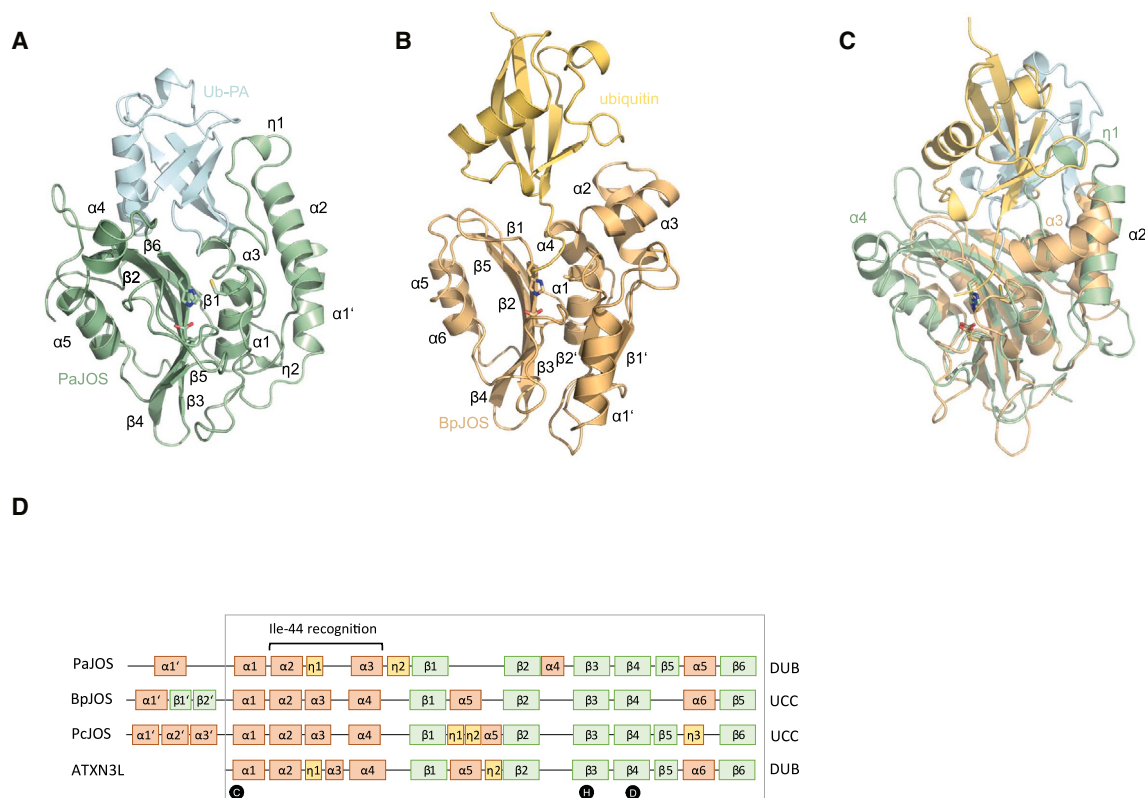 A
B
C
Ub-PA
η1
α2
α4
β6
β2
α3
β1
α5
α1
α1‘
PaJOS
β5
η2
β3
β4
ubiquitin
α2
α3
β1
α4
β5
α5
α1
β2
α6
β2‘
β1‘
β3
β4
BpJOS
α1‘
η1
α4
α3
α2
D
Ile-44 recognition
PaJOS α1‘ α1 α2 η1 α3 η2 β1 β2 α4 β3 β4 β5 α5 β6 DUB
BpJOS α1‘ β1‘ β2‘ α1 α2 α3 α4 β1 α5 β2 β3 β4 α6 β5 UCC
PcJOS α1‘ α2‘ α3‘ α1 α2 α3 α4 β1 η1 η2 α5 β2 β3 β4 β5 η3 β6 UCC
ATXN3L α1 α2 η1 α3 α4 β1 α5 η2 β2 β3 β4 β5 α6 β6 DUB
C H D